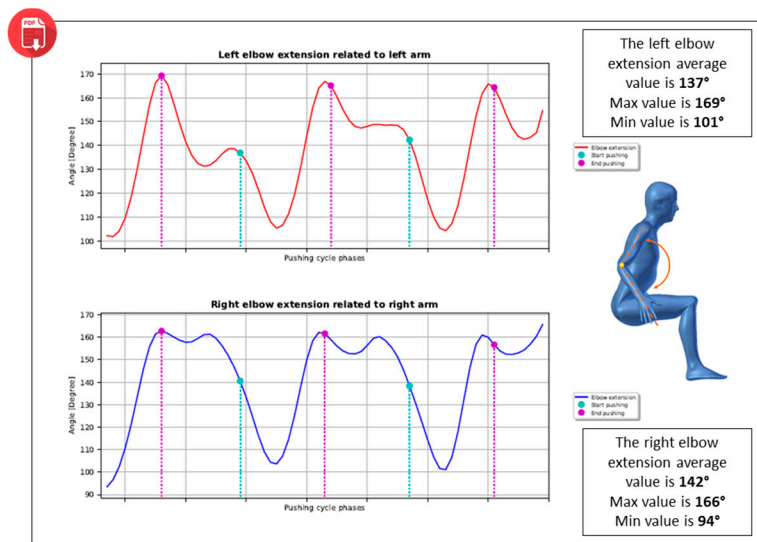 PDF
Left elbow extension related to left arm
Angle [Degree]
170
160
150
140
130
120
110
100
Pushing cycle phases
The left elbow
extension average
value is 137°
Max value is 169°
Min value is 101°
Elbow extension
Start pushing
End pushing
Right elbow extension related to right arm
Angle [Degree]
170
160
150
140
130
120
110
100
90
Pushing cycle phases
Elbow extension
Start pushing
End pushing
The right elbow
extension average
value is 142°
Max value is 166°
Min value is 94°